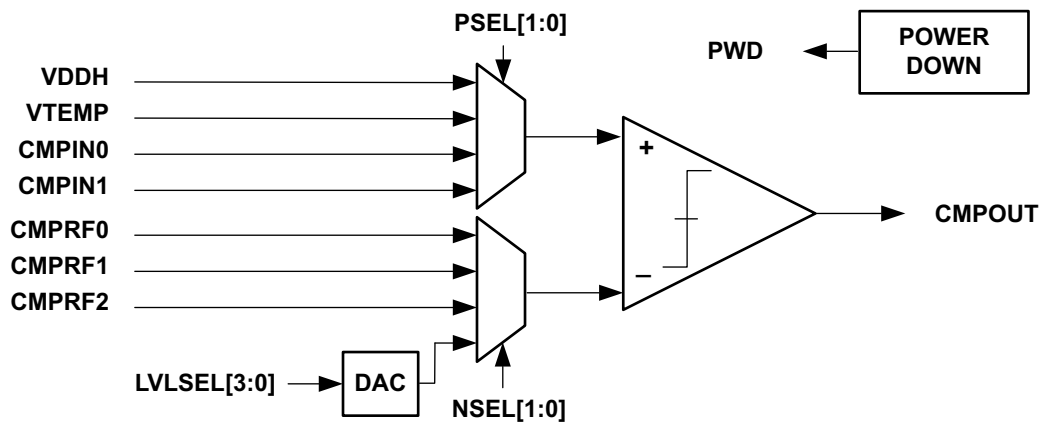 PSEL[1:0]
PWD
POWER
DOWN
VDDH
VTEMP
CMPIN0
CMPIN1
+
CMPOUT
CMPRF0
CMPRF1
CMPRF2
–
LVLSEL[3:0]
DAC
NSEL[1:0]